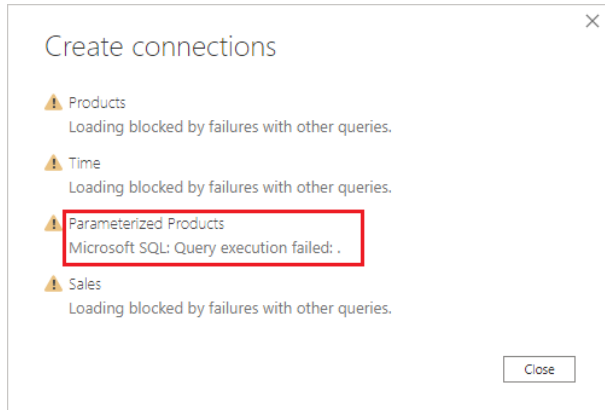 Create connections
Products
Loading blocked by failures with other queries.
Time
Loading blocked by failures with other queries.
Parameterized Products
Microsoft SQL: Query execution failed: .
Sales
Loading blocked by failures with other queries.
Close